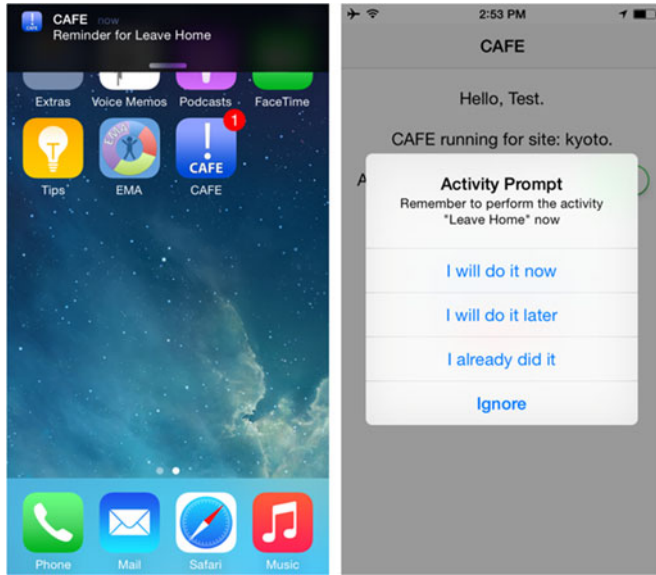 CAFE now
Reminder for Leave Home
Extras
Voice Memos
Podcasts
FaceTime
1
CAFE
Tips
EMA
CAFE
Phone
Mail
Safari
Music
2:53 PM
CAFE
Hello, Test.
CAFE running for site: kyoto.
A
Activity Prompt
Remember to perform the activity
"Leave Home" now
I will do it now
I will do it later
I already did it
Ignore